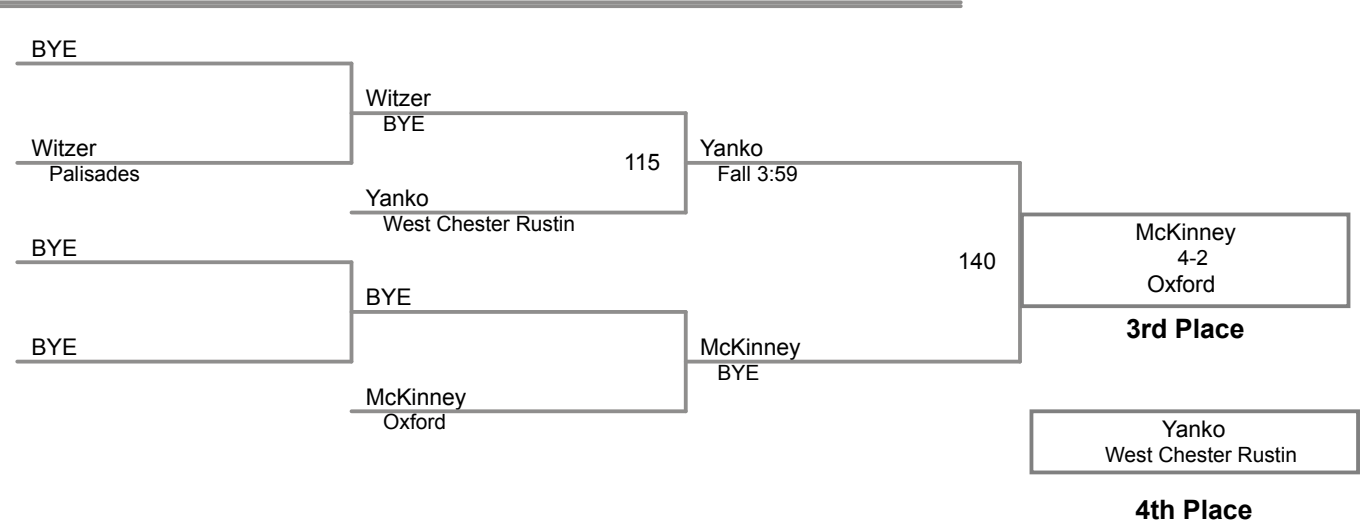 BYE
Witzer
BYE
Witzer
Palisades
115
Yanko
Fall 3:59
Yanko
West Chester Rustin
BYE
140
McKinney
4-2
Oxford
BYE
3rd Place
BYE
McKinney
BYE
McKinney
Oxford
Yanko
West Chester Rustin
4th Place